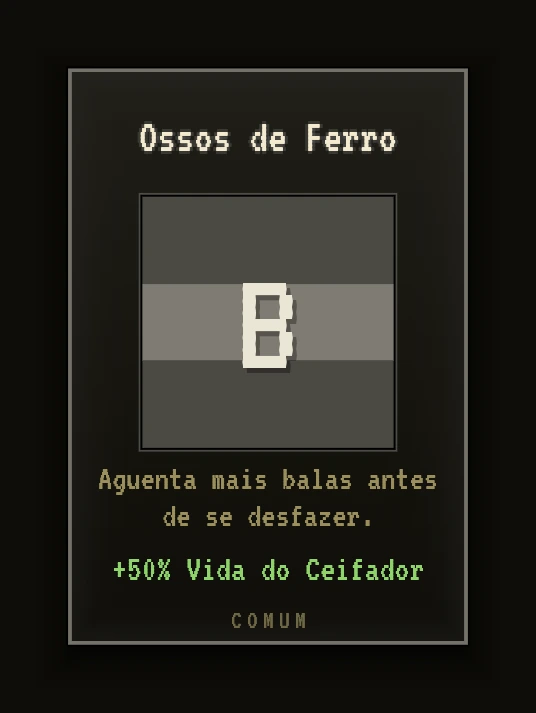 Ossos de Ferro
B
Aguenta mais balas antes
de se desfazer.
+50% Vida do Ceifador
COMUM